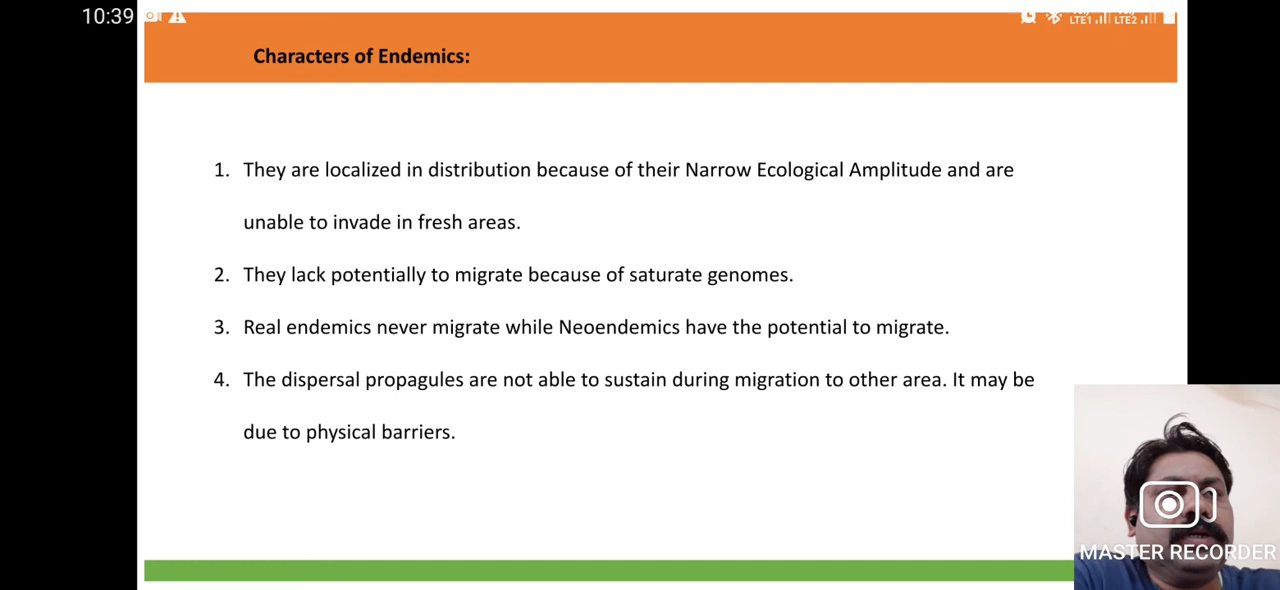 10:39
LTE1 LTE2
Characters of Endemics:
1. They are localized in distribution because of their Narrow Ecological Amplitude and are
unable to invade in fresh areas.
2. They lack potentially to migrate because of saturate genomes.
3. Real endemics never migrate while Neoendemics have the potential to migrate.
4. The dispersal propagules are not able to sustain during migration to other area. It may be
due to physical barriers.
MASTER RECORDER